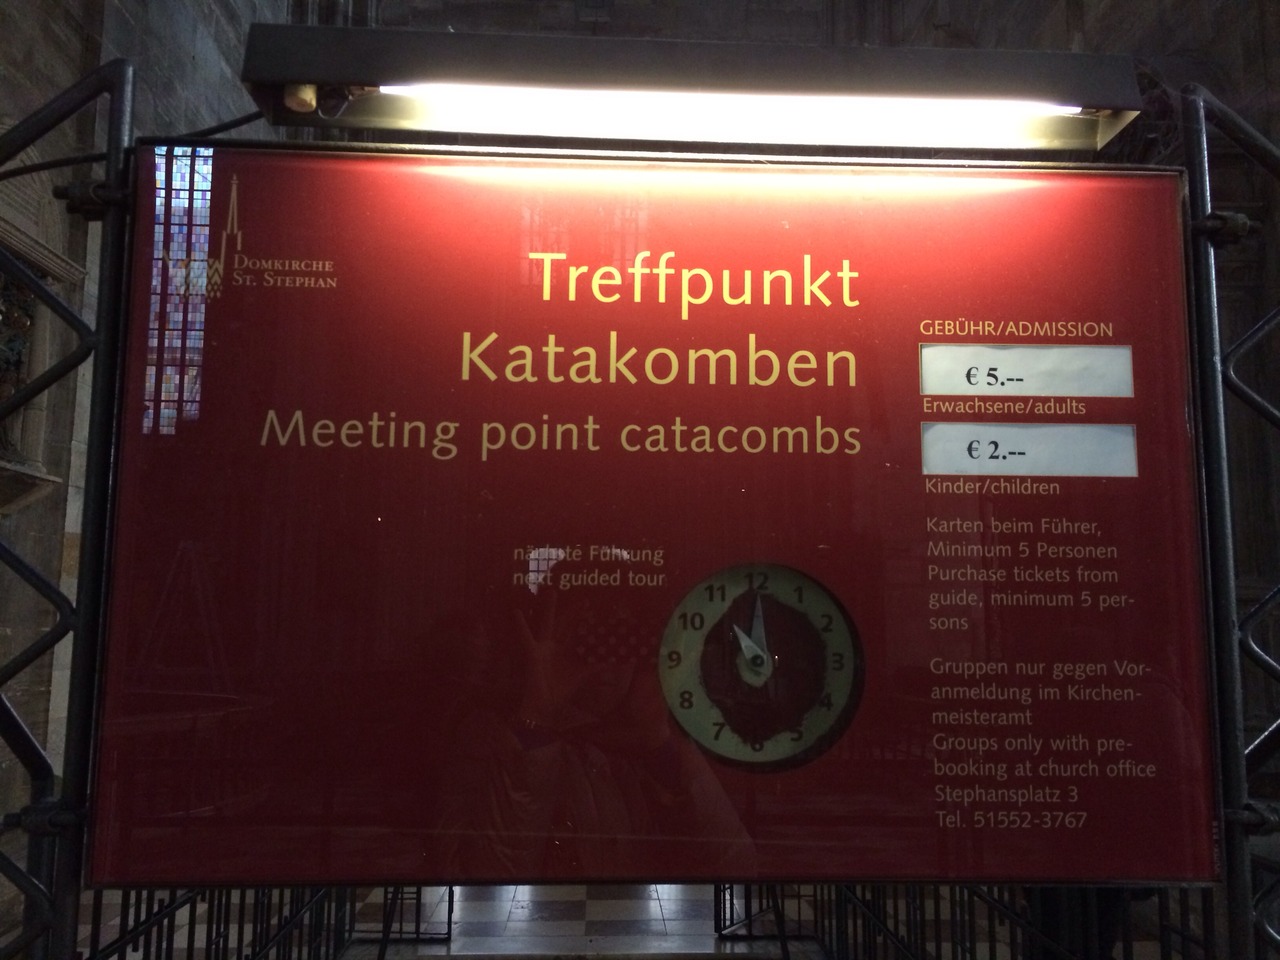 DOMKIRCHE
ST. STEPHAN
Treffpunkt
Katakomben
Meeting point catacombs
GEBÜHR/ADMISSION
€ 5.--
Erwachsene/adults
€ 2.--
Kinder/children
Karten beim Führer,
Minimum 5 Personen
Purchase tickets from
guide, minimum 5 per-
sons
Gruppen nur gegen Vor-
anmeldung im Kirchen-
meisteramt
Groups only with pre-
booking at church office
Stephansplatz 3
Tel. 51552-3767
nächste Führung
next guided tour
12
1
2
3
4
5
6
7
8
9
10
11